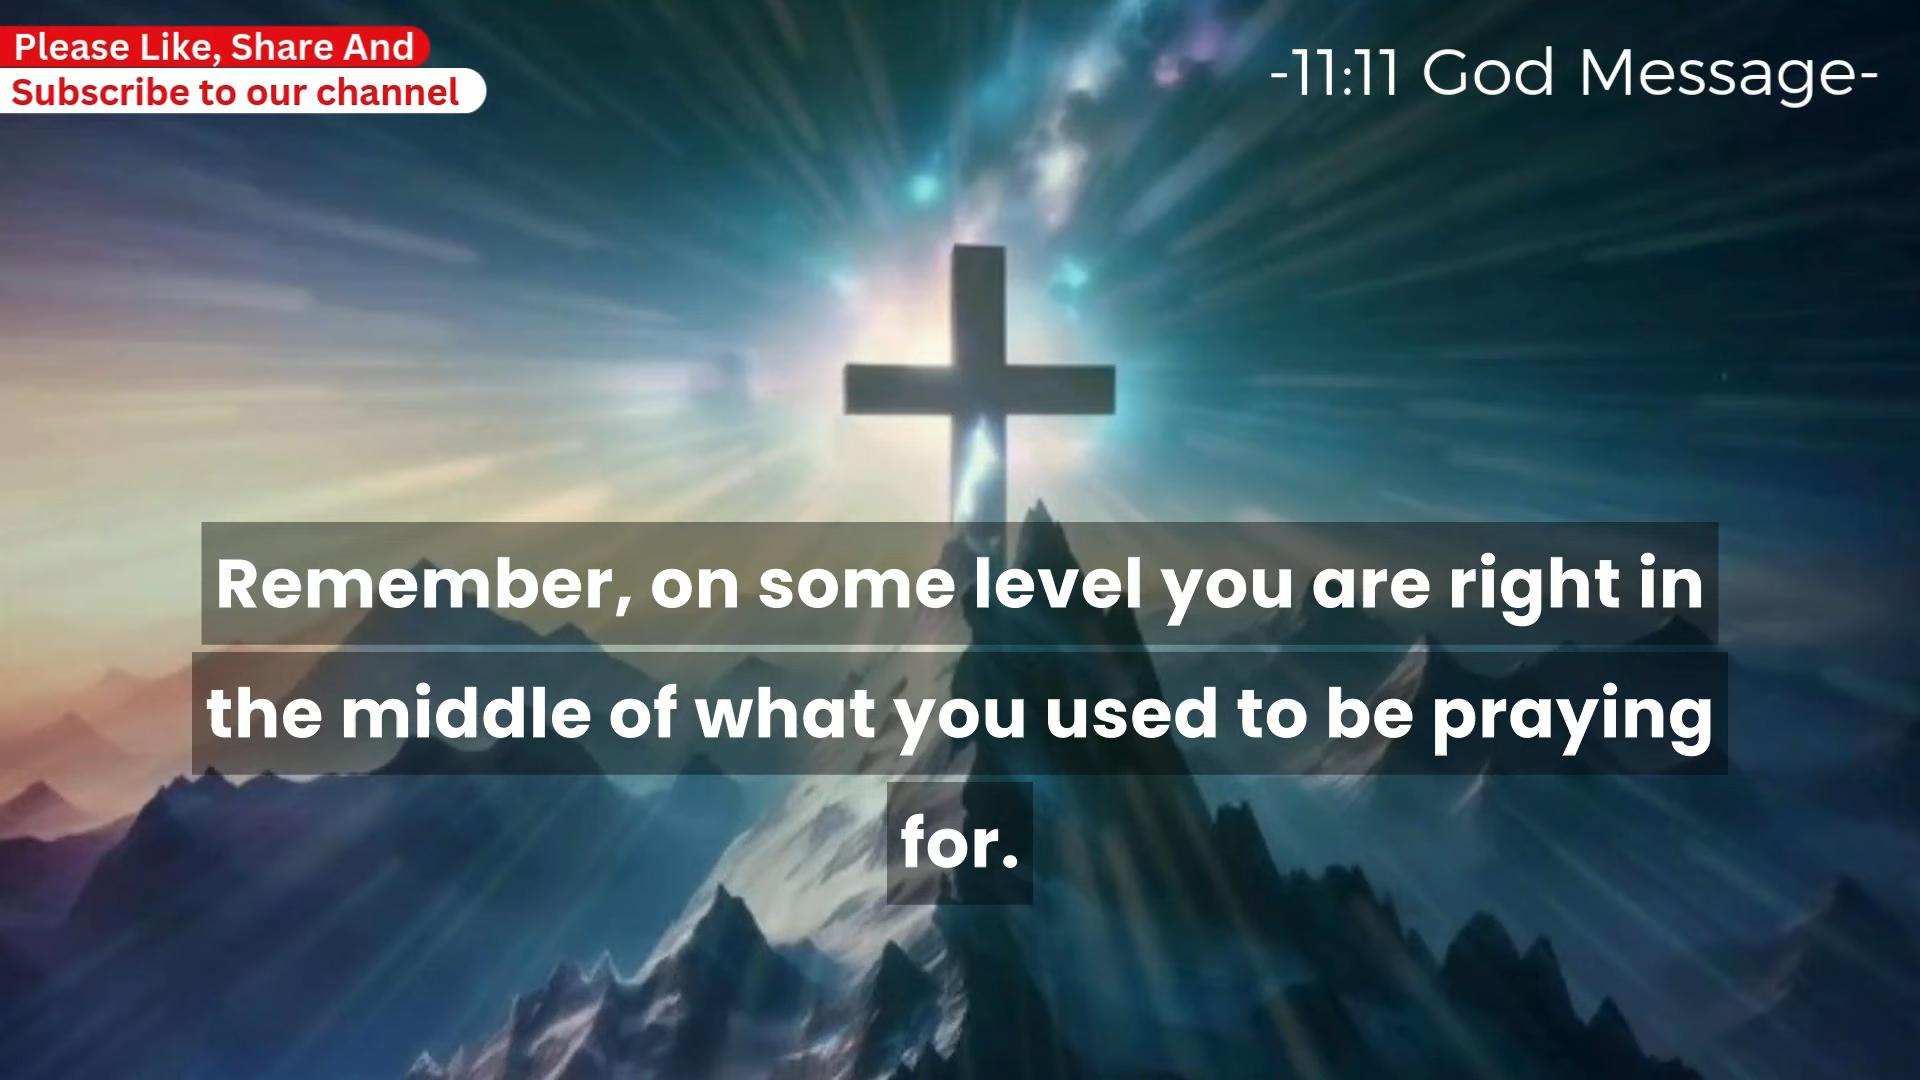 Please Like, Share And
Subscribe to our channel
-11:11 God Message-
Remember, on some level you are right in
the middle of what you used to be praying
for.